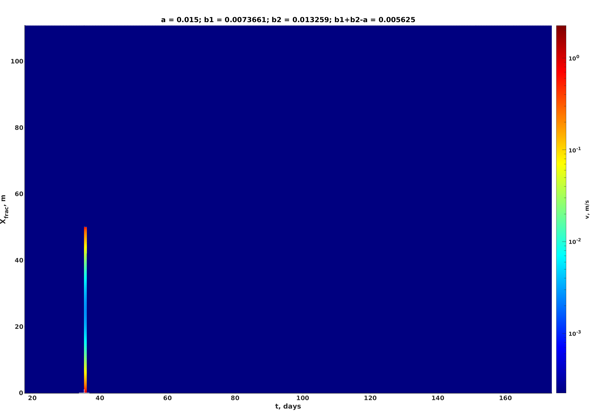 a = 0.015; b1 = 0.0073661; b2 = 0.013259; b1+b2-a = 0.005625
100
80
60
40
20
0
X_frac, m
20 40 60 80 100 120 140 160
t, days
10^0
10^-1
10^-2
10^-3
v, m/s